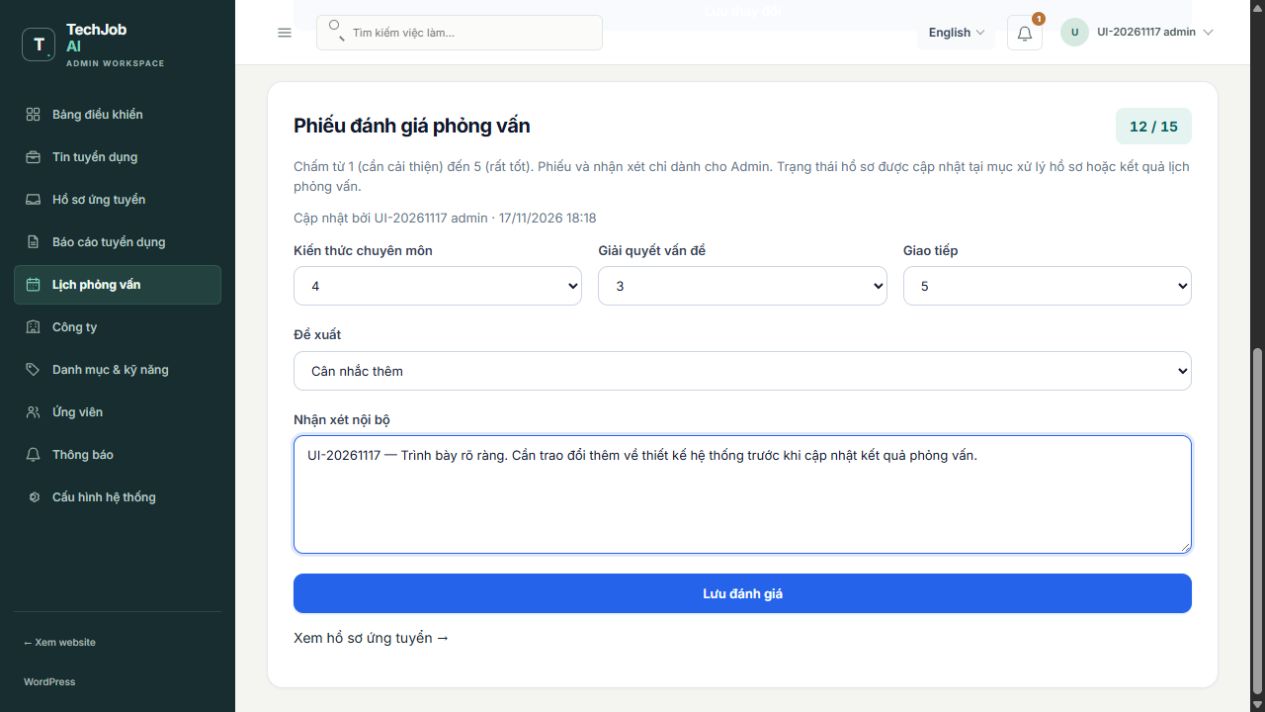 TechJob
AI
ADMIN WORKSPACE
Bảng điều khiển
Tin tuyển dụng
Hồ sơ ứng tuyển
Báo cáo tuyển dụng
Lịch phỏng vấn
Công ty
Danh mục & kỹ năng
Ứng viên
Thông báo
Cấu hình hệ thống
← Xem website
WordPress
Lưu thay đổi
Tìm kiếm việc làm...
English
1
U
UI-20261117 admin
Phiếu đánh giá phỏng vấn
12 / 15
Chấm từ 1 (cần cải thiện) đến 5 (rất tốt). Phiếu và nhận xét chỉ dành cho Admin. Trạng thái hồ sơ được cập nhật tại mục xử lý hồ sơ hoặc kết quả lịch
phỏng vấn.
Cập nhật bởi UI-20261117 admin · 17/11/2026 18:18
Kiến thức chuyên môn
Giải quyết vấn đề
Giao tiếp
4
3
5
Đề xuất
Cân nhắc thêm
Nhận xét nội bộ
UI-20261117 — Trình bày rõ ràng. Cần trao đổi thêm về thiết kế hệ thống trước khi cập nhật kết quả phỏng vấn.
Lưu đánh giá
Xem hồ sơ ứng tuyển →